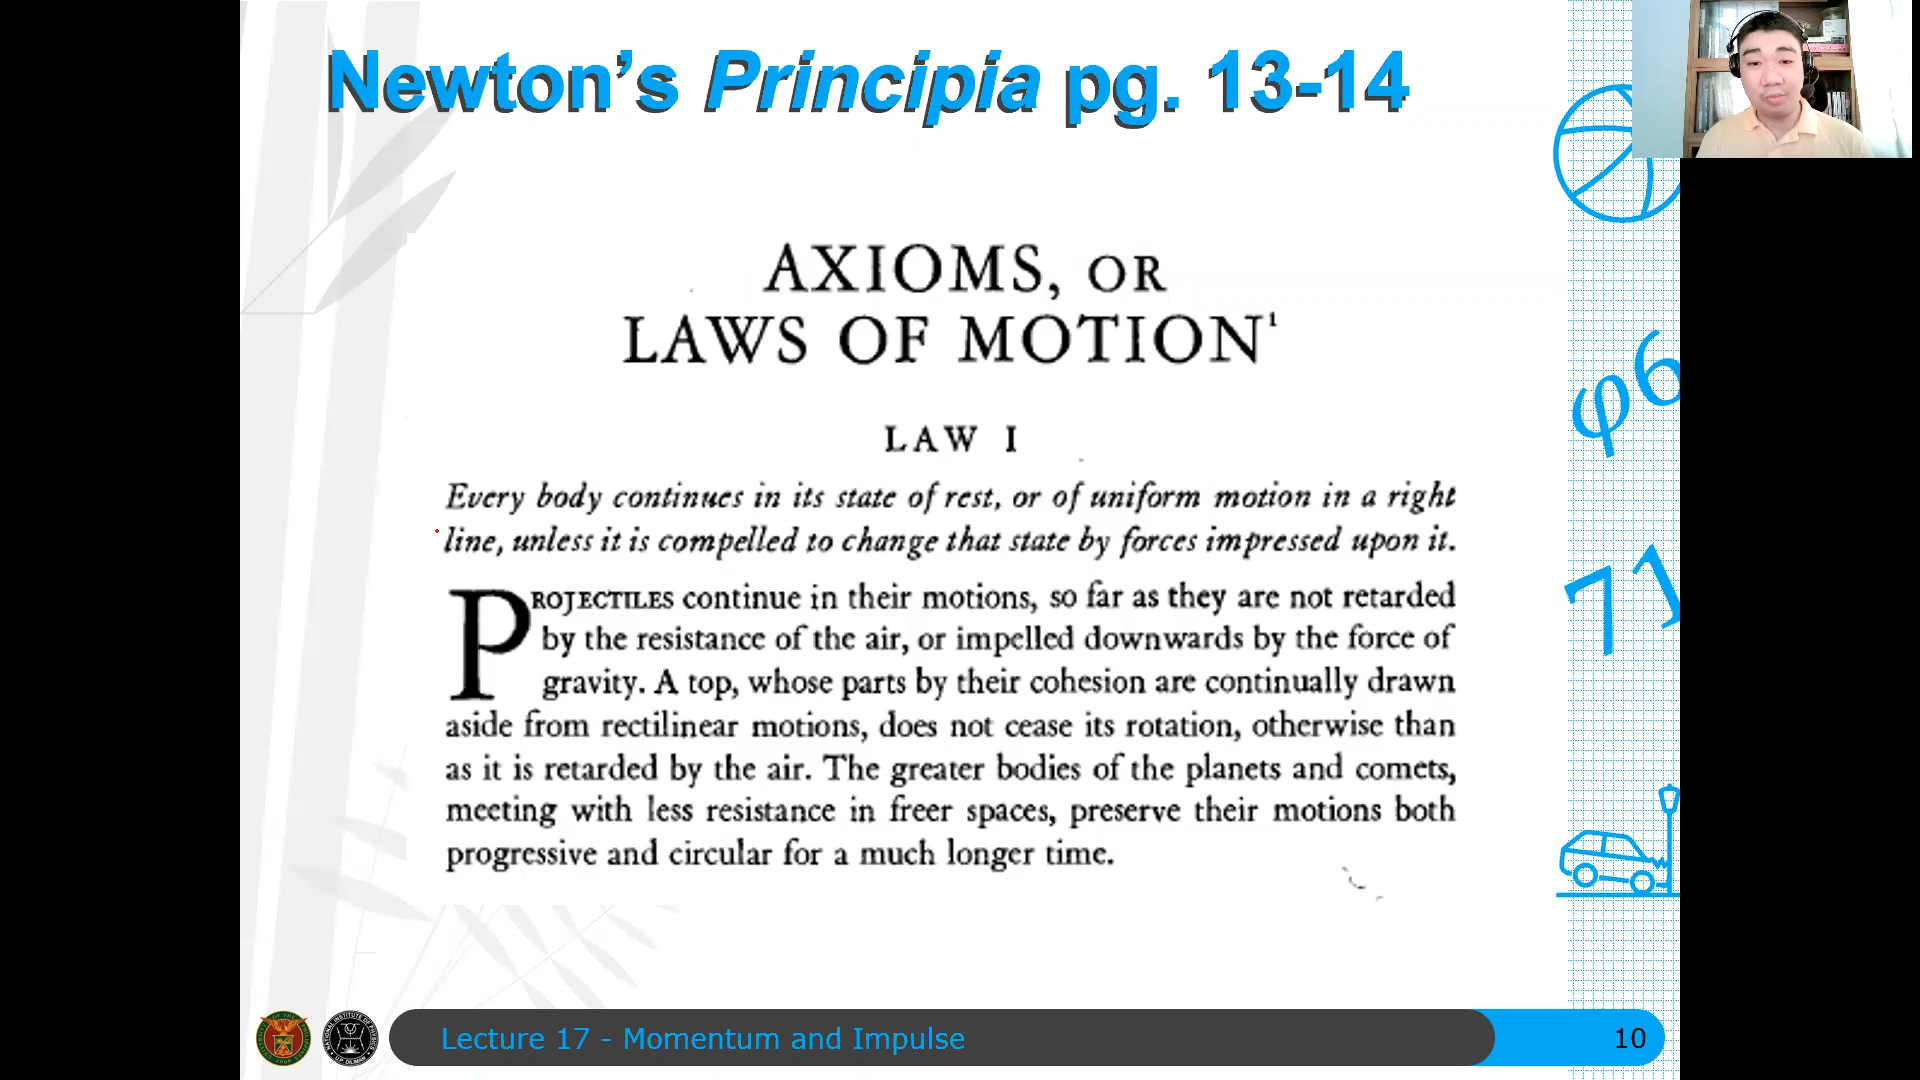 Newton’s Principia pg. 13-14
AXIOMS, OR
LAWS OF MOTION¹
LAW I
Every body continues in its state of rest, or of uniform motion in a right
line, unless it is compelled to change that state by forces impressed upon it.
PROJECTILES continue in their motions, so far as they are not retarded
by the resistance of the air, or impelled downwards by the force of
gravity. A top, whose parts by their cohesion are continually drawn
aside from rectilinear motions, does not cease its rotation, otherwise than
as it is retarded by the air. The greater bodies of the planets and comets,
meeting with less resistance in freer spaces, preserve their motions both
progressive and circular for a much longer time.
φ6
71
Lecture 17 - Momentum and Impulse
10